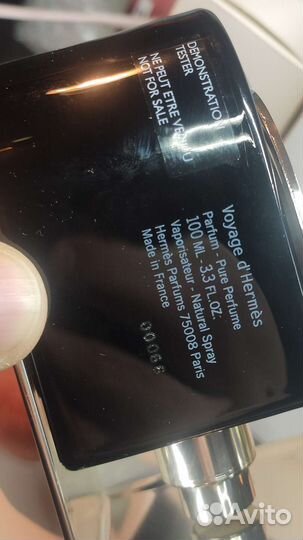 DEMONSTRATION
TESTER
NE PEUT ETRE VENDU
NOT FOR SALE
Voyage d'Hermès
Parfum - Pure Perfume
100 ML - 3.3 FL.OZ.
Vaporisateur - Natural Spray
Hermès Parfums 75008 Paris
Made in France
Avito